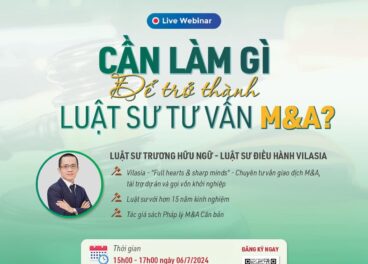 Live Webinar
CẦN LÀM GÌ
Để trở thành
LUẬT SƯ TƯ VẤN M&A?
LUẬT SƯ TRƯƠNG HỮU NGỮ - LUẬT SƯ ĐIỀU HÀNH VILASIA
Vilasia - "Full hearts & sharp minds" - Chuyên tư vấn giao dịch M&A,
tài trợ dự án và gọi vốn khởi nghiệp
Luật sư với hơn 15 năm kinh nghiệm
Tác giả sách Pháp lý M&A Căn bản
Thời gian
15h00 - 17h00 ngày 06/7/2024
ĐĂNG KÝ NGAY